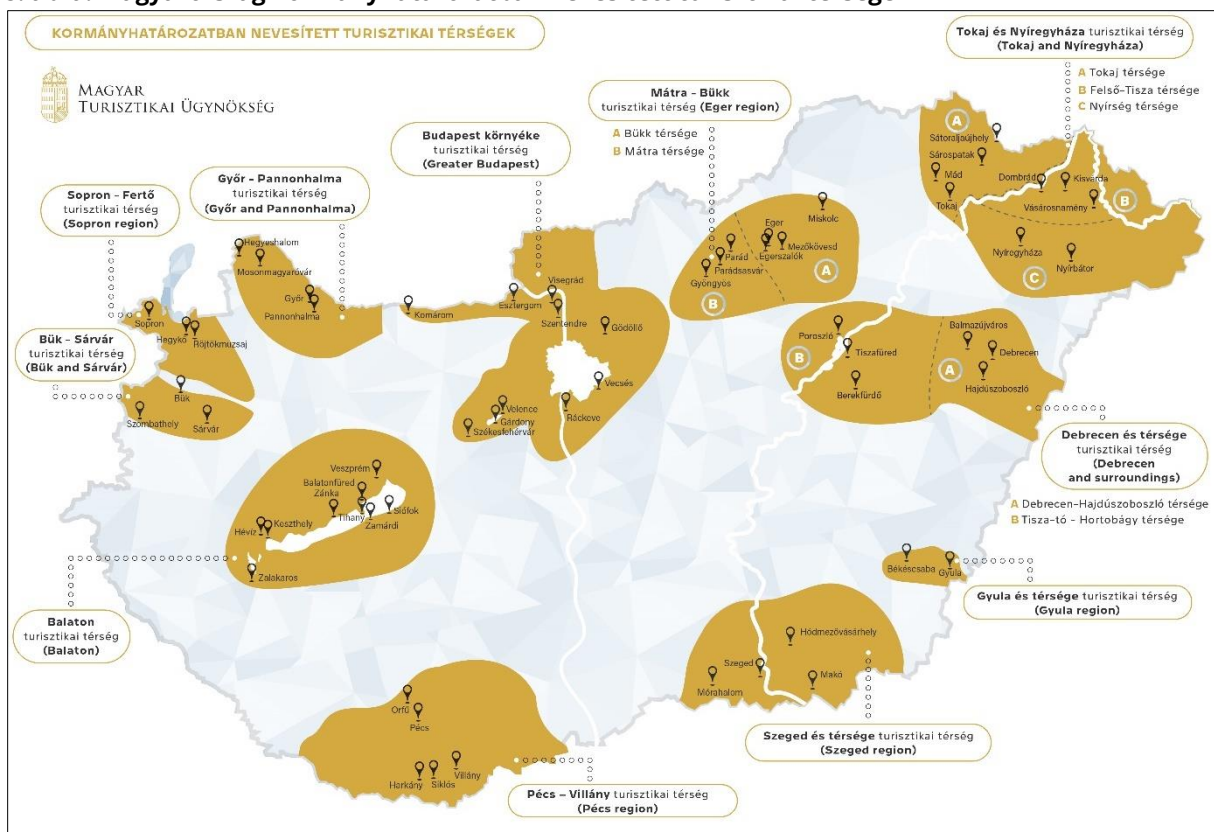 KORMÁNYHATÁROZATBAN NEVESÍTETT TURISZTIKAI TÉRSÉGEK
MAGYAR
TURISZTIKAI ÜGYNÖKSÉG
Tokaj és Nyíregyháza turisztikai térség
(Tokaj and Nyíregyháza)
A Tokaj térsége
B Felső-Tisza térsége
C Nyírség térsége
Mátra – Bükk
turisztikai térség (Eger region)
A Bükk térsége
B Mátra térsége
Budapest környéke
turisztikai térség
(Greater Budapest)
Győr – Pannonhalma
turisztikai térség
(Győr and Pannonhalma)
Sopron – Fertő
turisztikai térség
(Sopron region)
Bük – Sárvár
turisztikai térség
(Bük and Sárvár)
A
Sátoraljaújhely
Sárospatak
Mád
Tokaj
Dombrád
Kisvárda
Vásárosnamény
B
Nyíregyháza
Nyírbátor
C
Miskolc
Eger
Mezőkövesd
Egerszalók
A
Parád
Parádsasvár
Gyöngyös
B
Hegyeshalom
Mosonmagyaróvár
Győr
Pannonhalma
Komárom
Esztergom
Visegrád
Szentendre
Gödöllő
Vecsés
Ráckeve
Velence
Gárdony
Székesfehérvár
Sopron
Hegykő
Röjtökmuzsaj
Bük
Szombathely
Sárvár
Poroszló
Tiszafüred
B
Berekfürdő
Balmazújváros
Debrecen
A
Hajdúszoboszló
Debrecen és térsége
turisztikai térség
(Debrecen
and surroundings)
A Debrecen-Hajdúszoboszló térsége
B Tisza-tó – Hortobágy térsége
Veszprém
Balatonfüred
Zánka
Tihany
Siófok
Zamárdi
Keszthely
Hévíz
Zalakaros
Balaton
turisztikai térség
(Balaton)
Békéscsaba
Gyula
Gyula és térsége turisztikai térség
(Gyula region)
Hódmezővásárhely
Szeged
Mórahalom
Makó
Szeged és térsége turisztikai térség
(Szeged region)
Orfű
Pécs
Harkány
Siklós
Villány
Pécs – Villány turisztikai térség
(Pécs region)